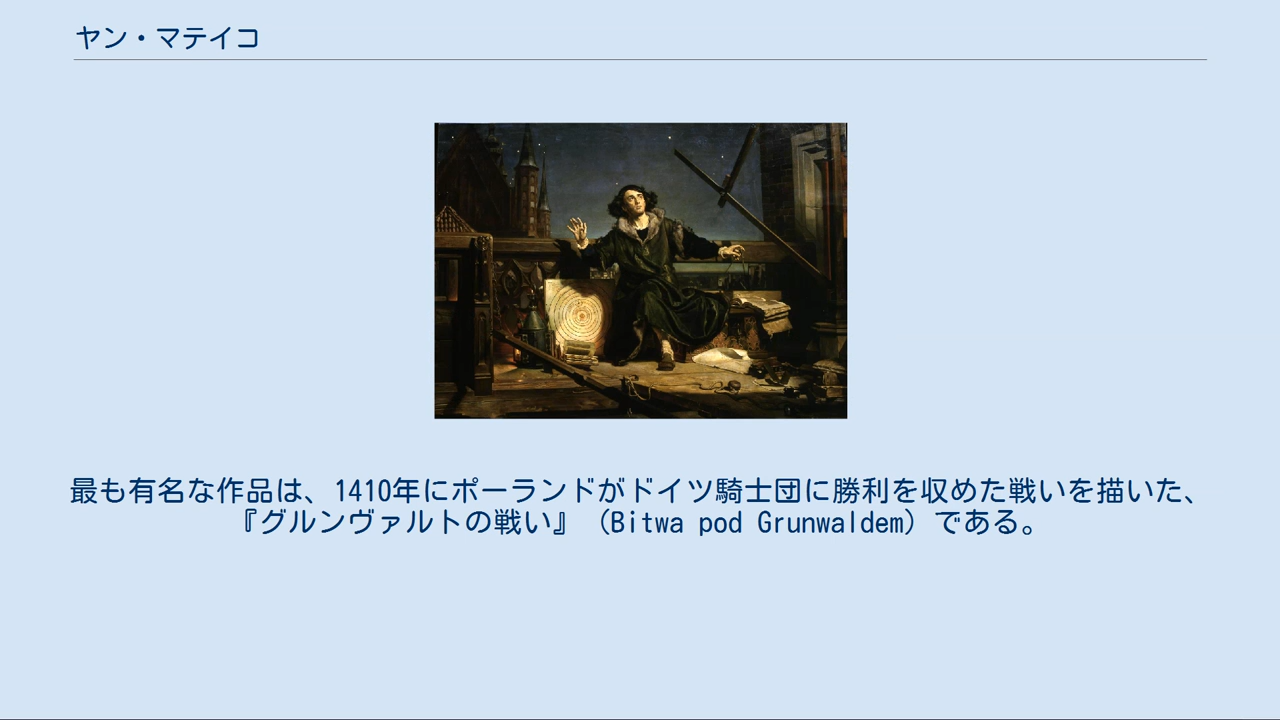 ヤン・マテイコ
最も有名な作品は、1410年にポーランドがドイツ騎士団に勝利を収めた戦いを描いた、
『グルンヴァルトの戦い』（Bitwa pod Grunwaldem）である。